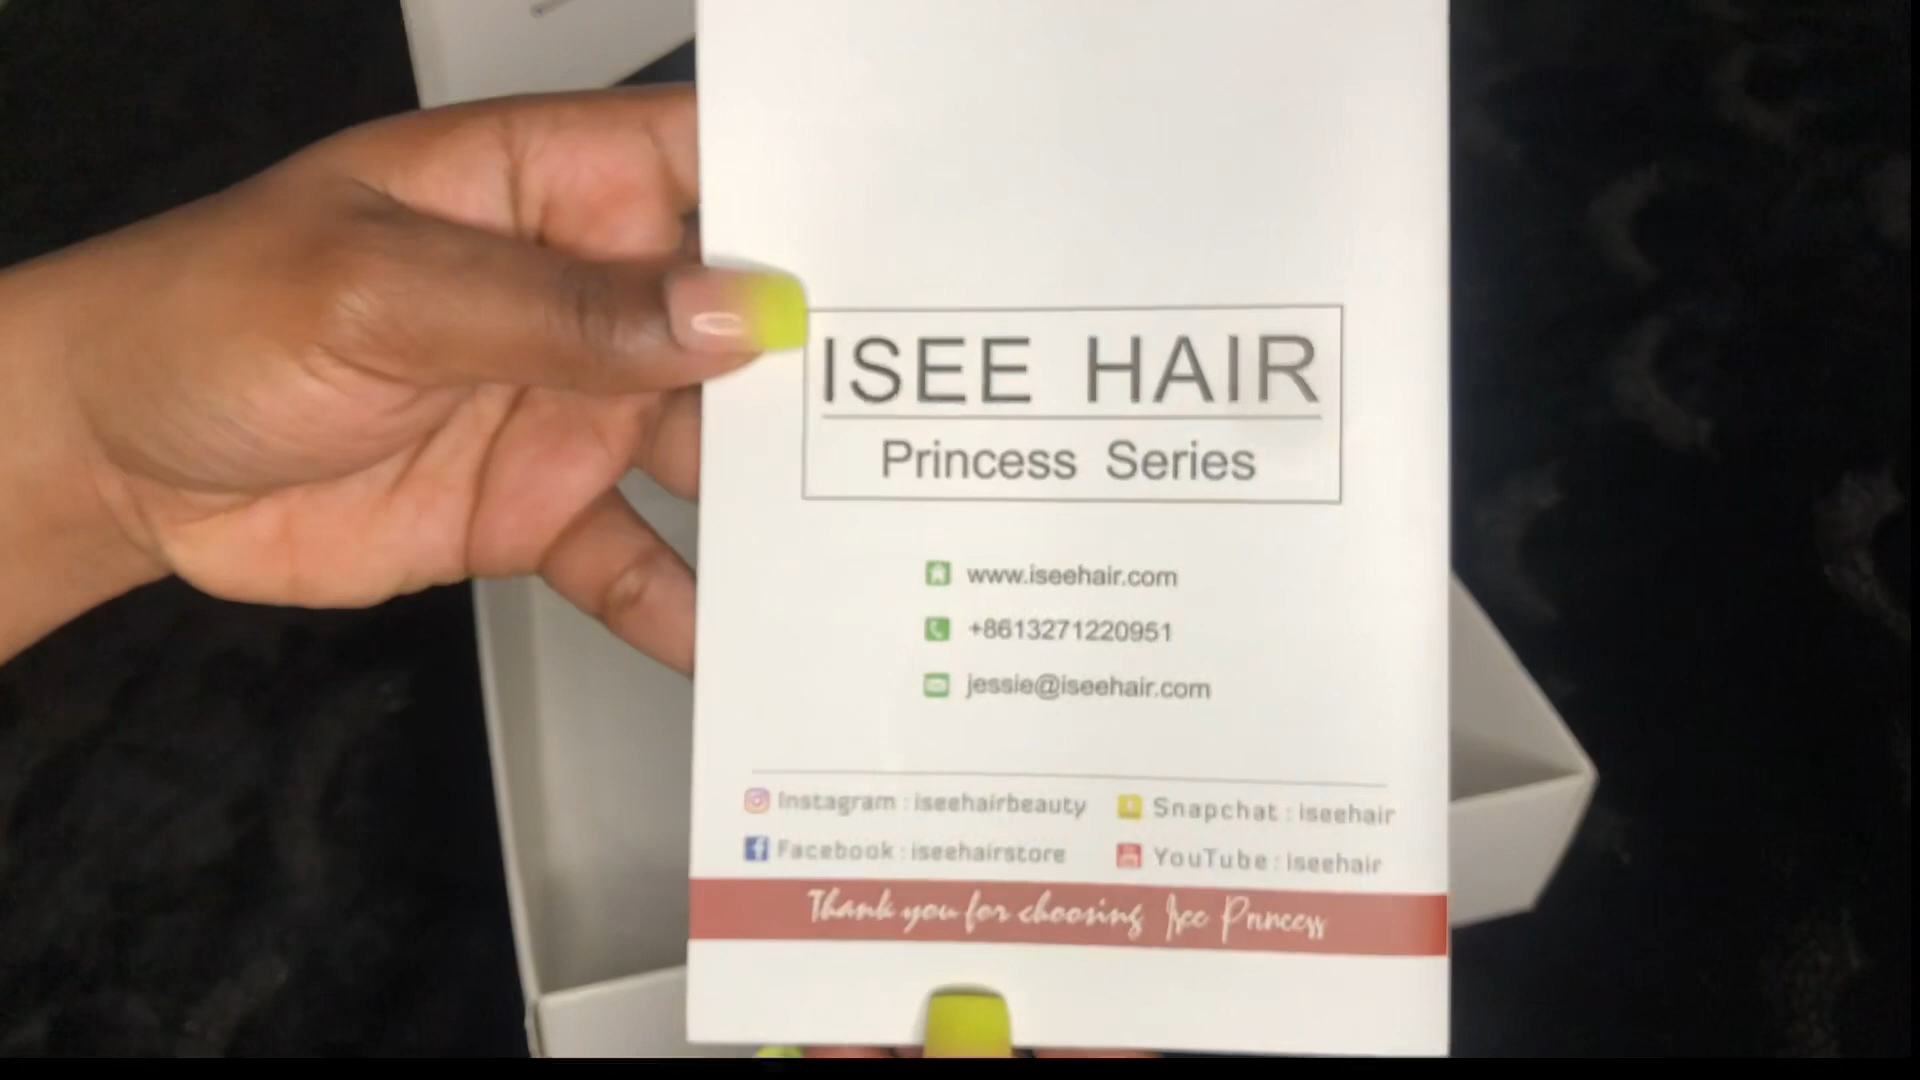 ISEE HAIR
Princess Series
www.iseehair.com
+8613271220951
jessie@iseehair.com
Instagram : iseehairbeauty
Snapchat : iseehair
Facebook : iseehairstore
YouTube : iseehair
Thank you for choosing Isee Princess